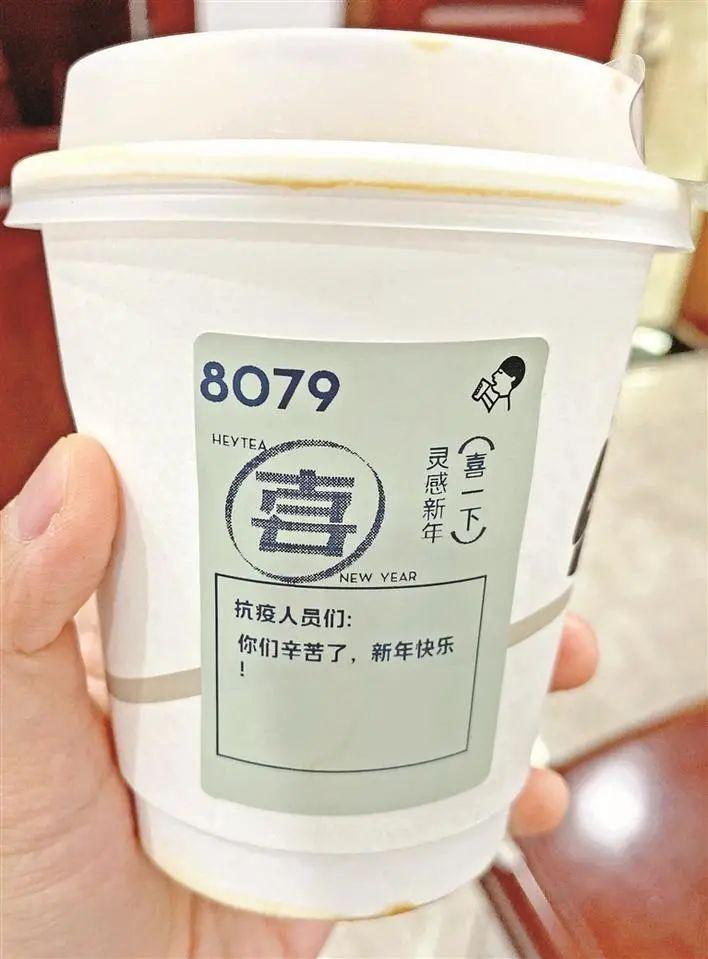 8079
HEYTEA
喜
NEW YEAR
喜一下
灵感新年
抗疫人员们:
你们辛苦了,新年快乐
!